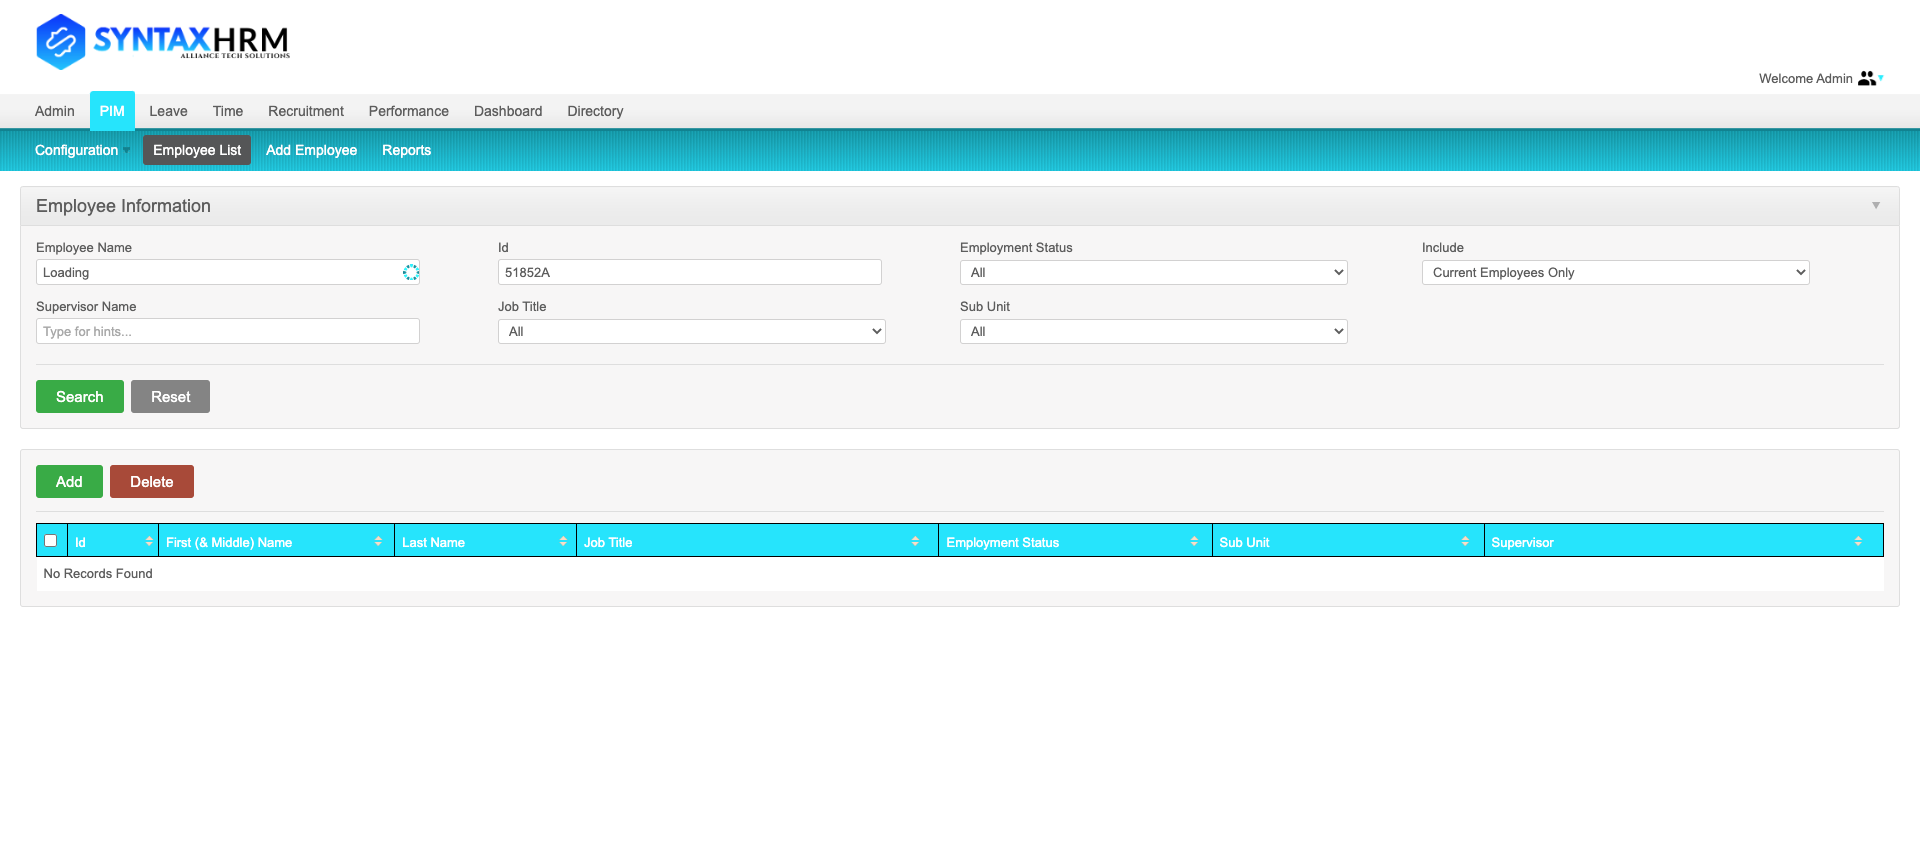 SYNTAXHRM
ALLIANCE TECH SOLUTIONS
Welcome Admin
Admin PIM Leave Time Recruitment Performance Dashboard Directory
Configuration Employee List Add Employee Reports
Employee Information
Employee Name Id Employment Status Include
Loading 51852A All Current Employees Only
Supervisor Name Job Title Sub Unit
Type for hints... All All
Search Reset
Add Delete
Id First (& Middle) Name Last Name Job Title Employment Status Sub Unit Supervisor
No Records Found